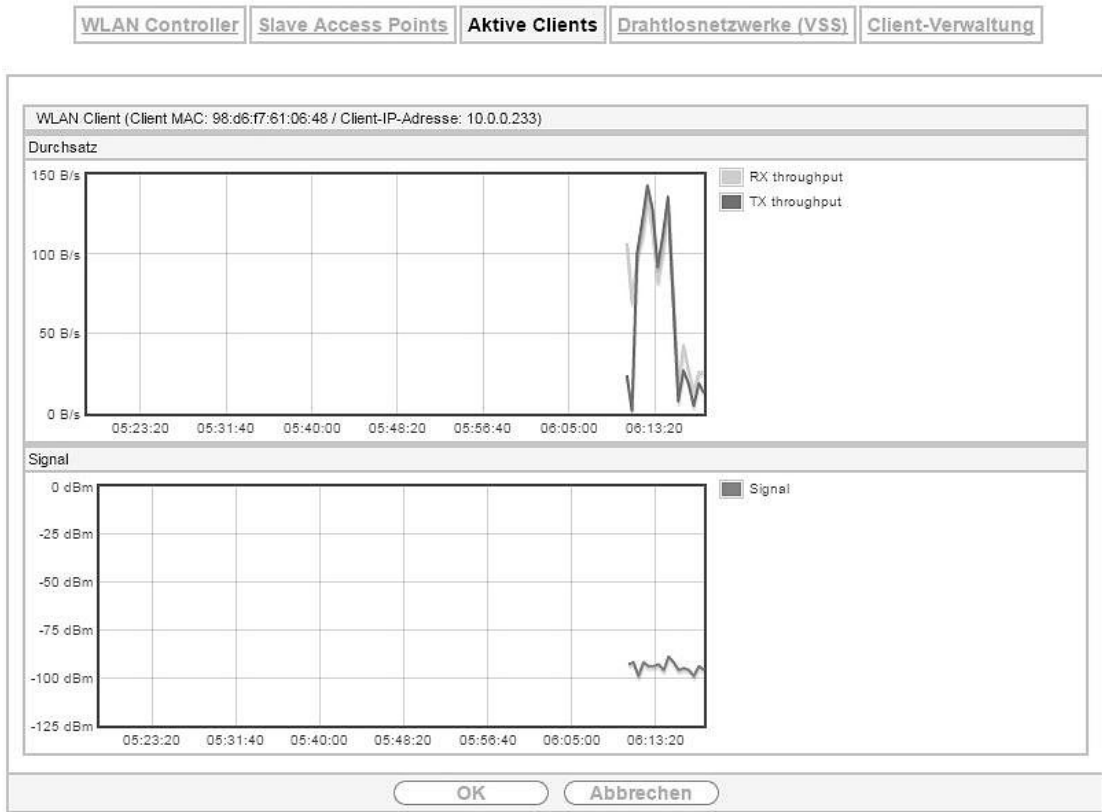 WLAN Controller Slave Access Points Aktive Clients Drahtlosnetzwerke (VSS) Client-Verwaltung
WLAN Client (Client MAC: 98:d6:f7:61:06:48 / Client-IP-Adresse: 10.0.0.233)
Durchsatz
150 B/s
100 B/s
50 B/s
0 B/s
05:23:20 05:31:40 05:40:00 05:48:20 05:56:40 06:05:00 06:13:20
RX throughput
TX throughput
Signal
0 dBm
-25 dBm
-50 dBm
-75 dBm
-100 dBm
-125 dBm
05:23:20 05:31:40 05:40:00 05:48:20 05:56:40 06:05:00 06:13:20
Signal
OK Abbrechen